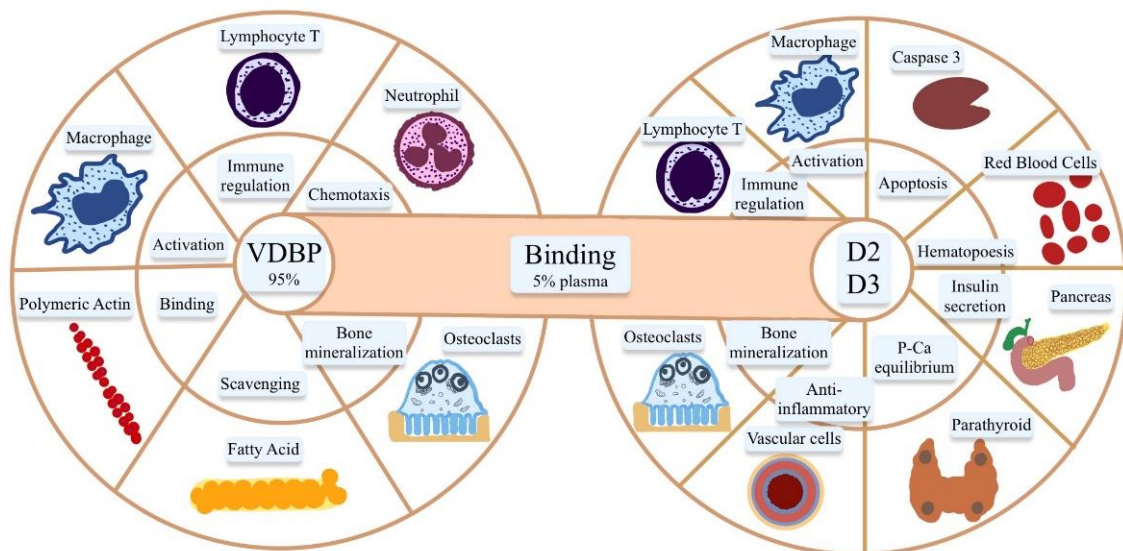 Lymphocyte T
Neutrophil
Macrophage
Immune
regulation
Chemotaxis
Activation
VDBP
95%
Polymeric Actin
Binding
Bone
mineralization
Osteoclasts
Scavenging
Fatty Acid
Binding
5% plasma
Macrophage
Caspase 3
Lymphocyte T
Activation
Immune
regulation
Apoptosis
Red Blood Cells
D2
D3
Hematopoesis
Insulin
secretion
Pancreas
Osteoclasts
Bone
mineralization
P-Ca
equilibrium
Anti-
inflammatory
Vascular cells
Parathyroid